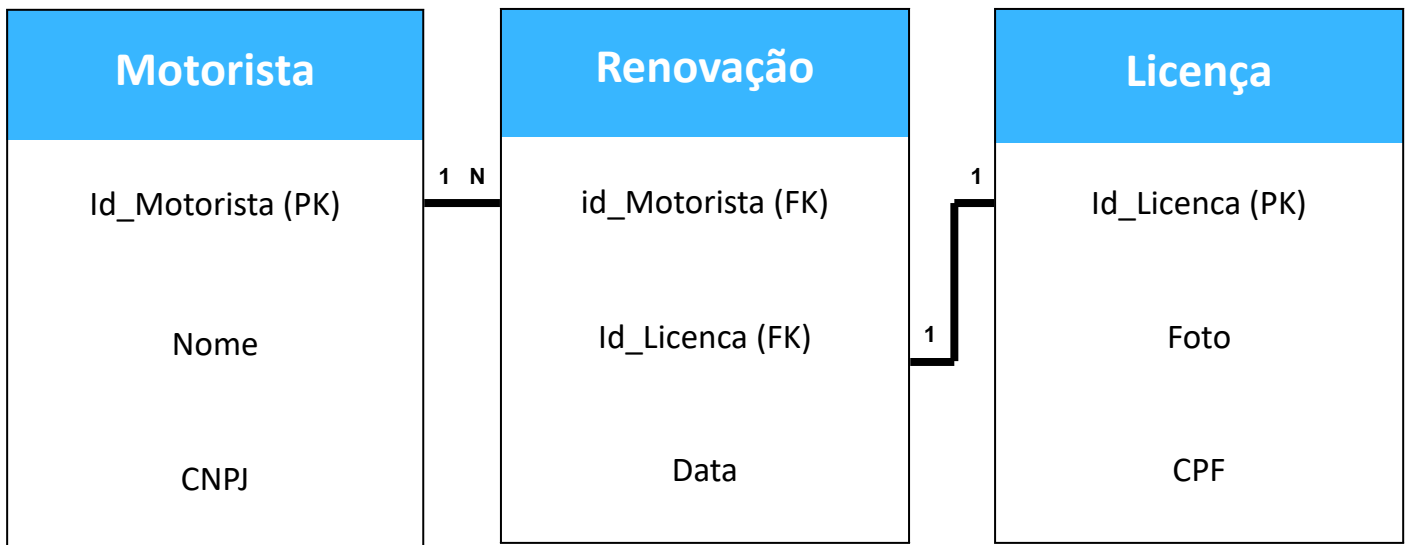 Motorista
Id_Motorista (PK)
Nome
CNPJ
1 N
Renovação
id_Motorista (FK)
Id_Licenca (FK)
Data
1
1
Licença
Id_Licenca (PK)
Foto
CPF